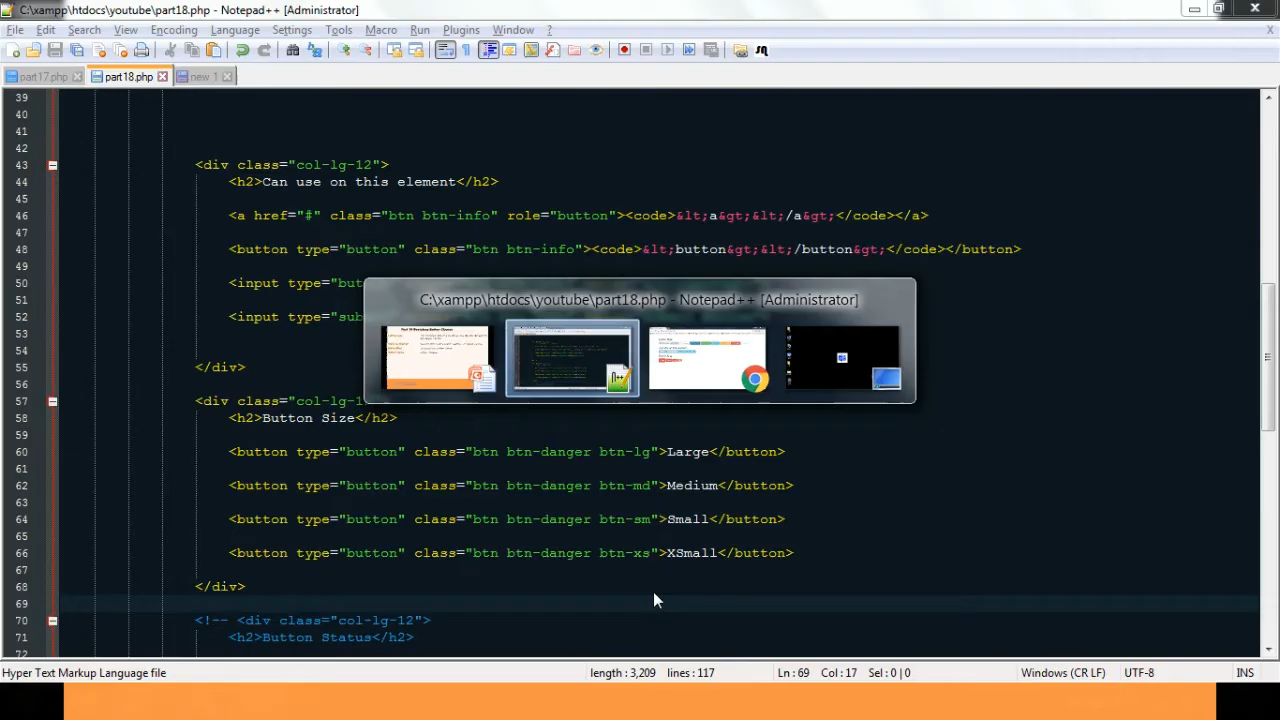 C:\xampp\htdocs\youtube\part18.php - Notepad++ [Administrator]
File Edit Search View Encoding Language Settings Tools Macro Run Plugins Window ? X
part17.php part18.php new 1
39
40
41
42
43 <div class="col-lg-12">
44 <h2>Can use on this element</h2>
45
46 <a href="#" class="btn btn-info" role="button"><code>&lt;a&gt;&lt;/a&gt;</code></a>
47
48 <button type="button" class="btn btn-info"><code>&lt;button&gt;&lt;/button&gt;</code></button>
49
50 <input type="but
51
52 <input type="sub
53
54
55 </div>
56
57 <div class="col-lg-1
58 <h2>Button Size</h2>
59
60 <button type="button" class="btn btn-danger btn-lg">Large</button>
61
62 <button type="button" class="btn btn-danger btn-md">Medium</button>
63
64 <button type="button" class="btn btn-danger btn-sm">Small</button>
65
66 <button type="button" class="btn btn-danger btn-xs">XSmall</button>
67
68 </div>
69
70 <!-- <div class="col-lg-12">
71 <h2>Button Status</h2>
72
C:\xampp\htdocs\youtube\part18.php - Notepad++ [Administrator]
Hyper Text Markup Language file length : 3,209 lines : 117 Ln : 69 Col : 17 Sel : 0 | 0 Windows (CR LF) UTF-8 INS